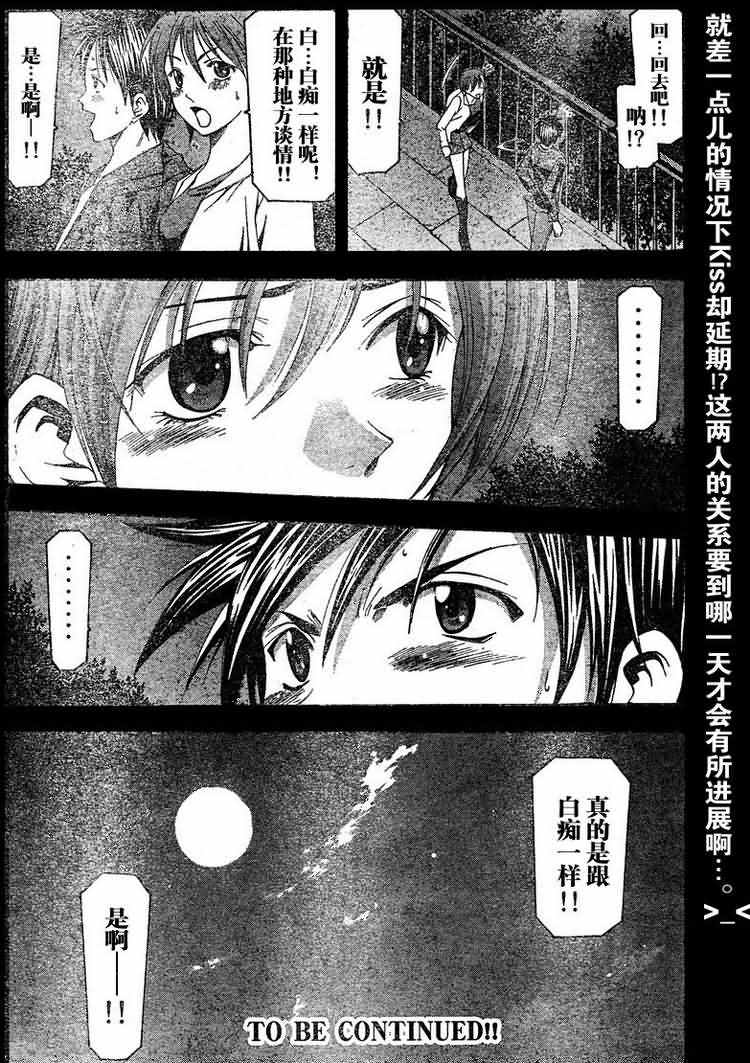 回…回去吧!!
呐!?
就是!!
白…白痴一样呢!
在那种地方谈情!!
是…是啊—!!
………
………
真的是跟
白痴一样!!
是啊——!!
TO BE CONTINUED!!
就差一点儿的情况下Kiss却延期!?这两人的关系要到哪一天才会有所进展啊…。>_<